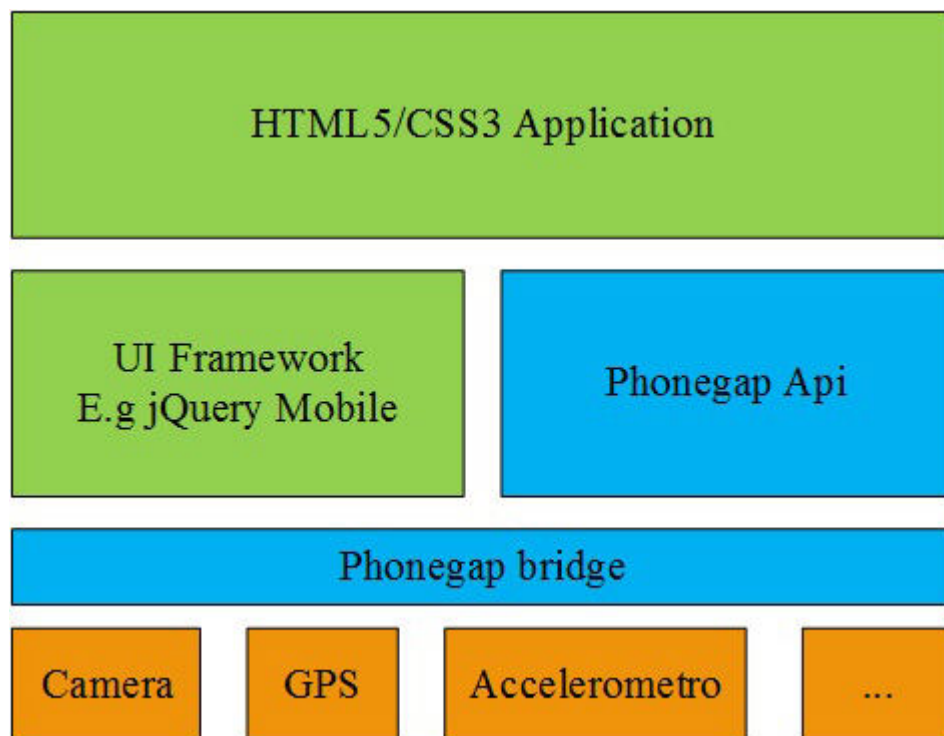 HTML5/CSS3 Application
UI Framework
E.g jQuery Mobile
Phonegap Api
Phonegap bridge
Camera
GPS
Accelerometro
...